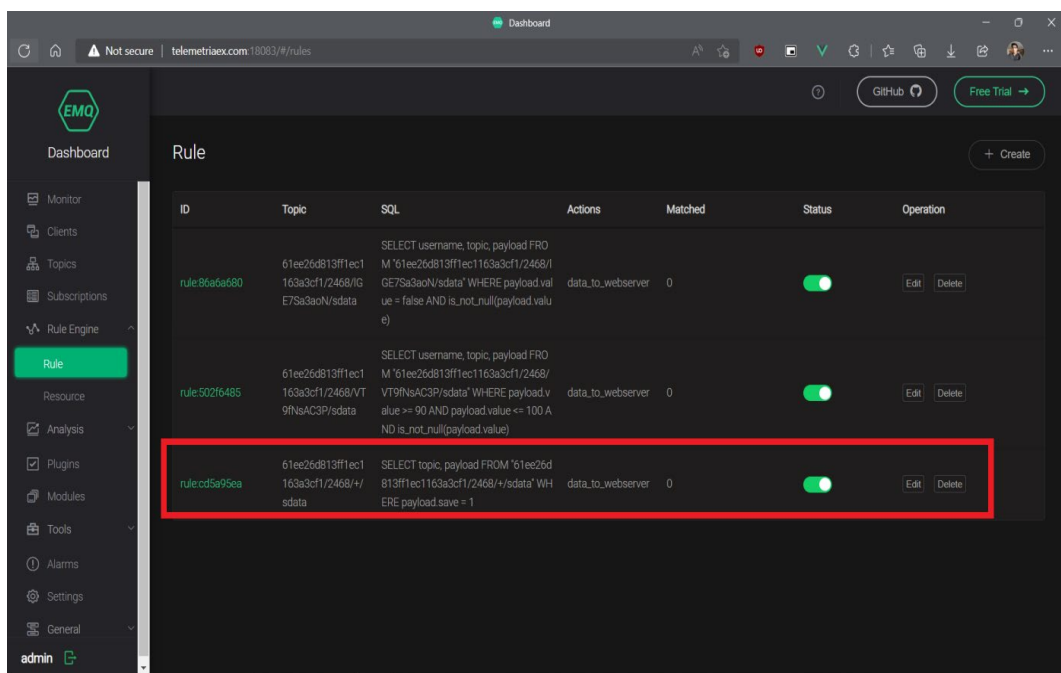 EMQ Dashboard
Not secure | telemetriaex.com:18083/#/rules
GitHub
Free Trial →
EMQ
Dashboard
Rule
+ Create
Monitor
Clients
Topics
Subscriptions
Rule Engine
Rule
Resource
Analysis
Plugins
Modules
Tools
Alarms
Settings
General
admin
ID Topic SQL Actions Matched Status Operation
SELECT username, topic, payload FRO
61ee26d813ff1ec1 M "61ee26d813ff1ec1163a3cf1/2468/I
rule:86a6a680 163a3cf1/2468/IG GE7Sa3aoN/sdata" WHERE payload.val data_to_webserver 0 Edit Delete
E7Sa3aoN/sdata ue = false AND is_not_null(payload.valu
e)
SELECT username, topic, payload FRO
61ee26d813ff1ec1 M "61ee26d813ff1ec1163a3cf1/2468/
rule:502f6485 163a3cf1/2468/VT VT9fNsAC3P/sdata" WHERE payload.v data_to_webserver 0 Edit Delete
9fNsAC3P/sdata alue >= 90 AND payload.value <= 100 A
ND is_not_null(payload.value)
61ee26d813ff1ec1 SELECT topic, payload FROM "61ee26d
rule:cd5a95ea 163a3cf1/2468/+/ 813ff1ec1163a3cf1/2468/+/sdata" WH data_to_webserver 0 Edit Delete
sdata ERE payload.save = 1